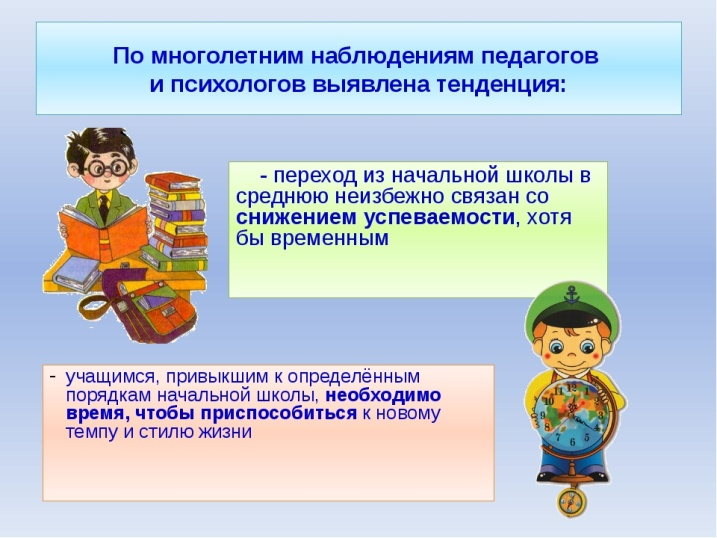 По многолетним наблюдениям педагогов
и психологов выявлена тенденция:
- переход из начальной школы в
среднюю неизбежно связан со
снижением успеваемости, хотя
бы временным
- учащимся, привыкшим к определённым
порядкам начальной школы, необходимо
время, чтобы приспособиться к новому
темпу и стилю жизни